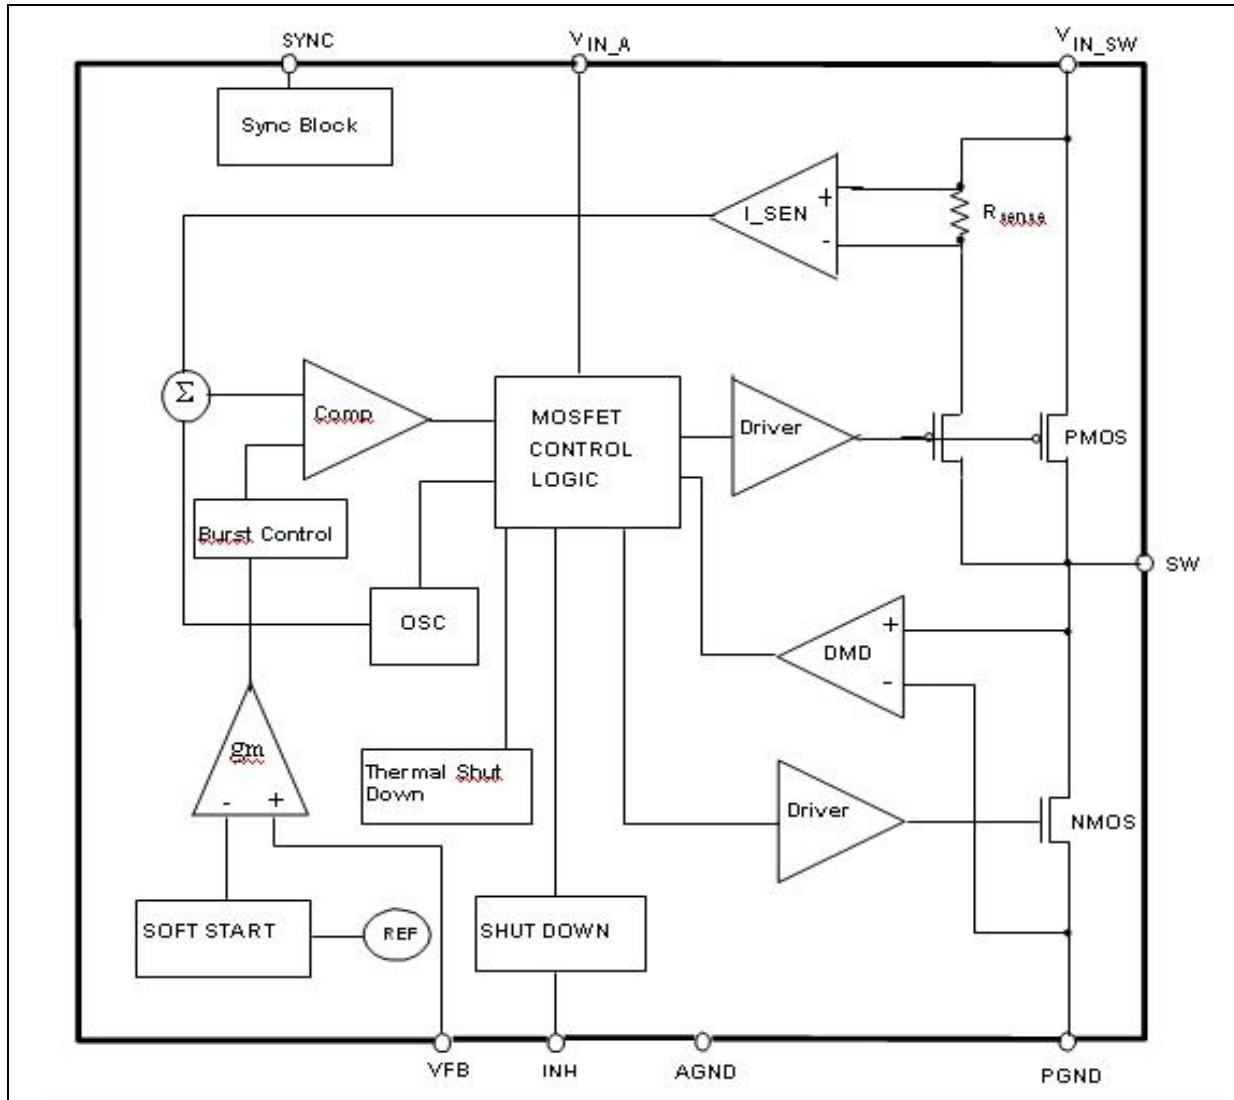 SYNC
VIN_A
VIN_SW
Sync Block
I_SEN
+
-
Rsense
Σ
Comp
MOSFET
CONTROL
LOGIC
Driver
PMOS
Burst Control
SW
OSC
DMD
+
-
gm
-
+
Thermal Shut
Down
Driver
NMOS
SOFT START
REF
SHUT DOWN
VFB
INH
AGND
PGND